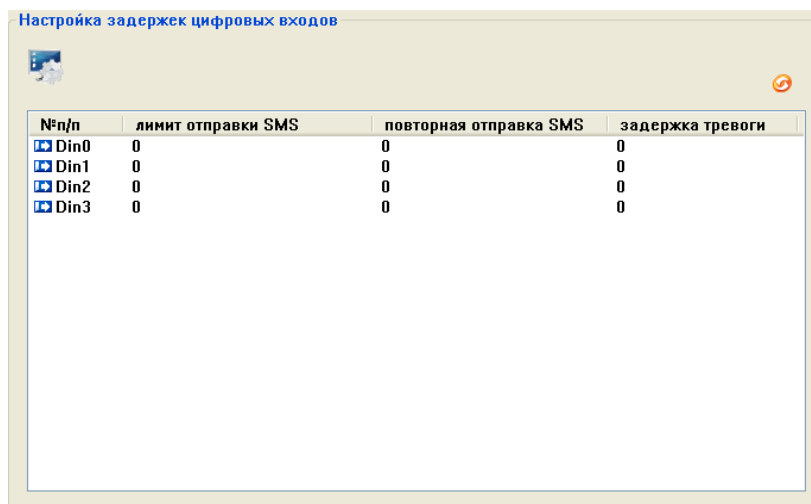 Настройка задержек цифровых входов
№п/п лимит отправки SMS повторная отправка SMS задержка тревоги
Din0 0 0 0
Din1 0 0 0
Din2 0 0 0
Din3 0 0 0